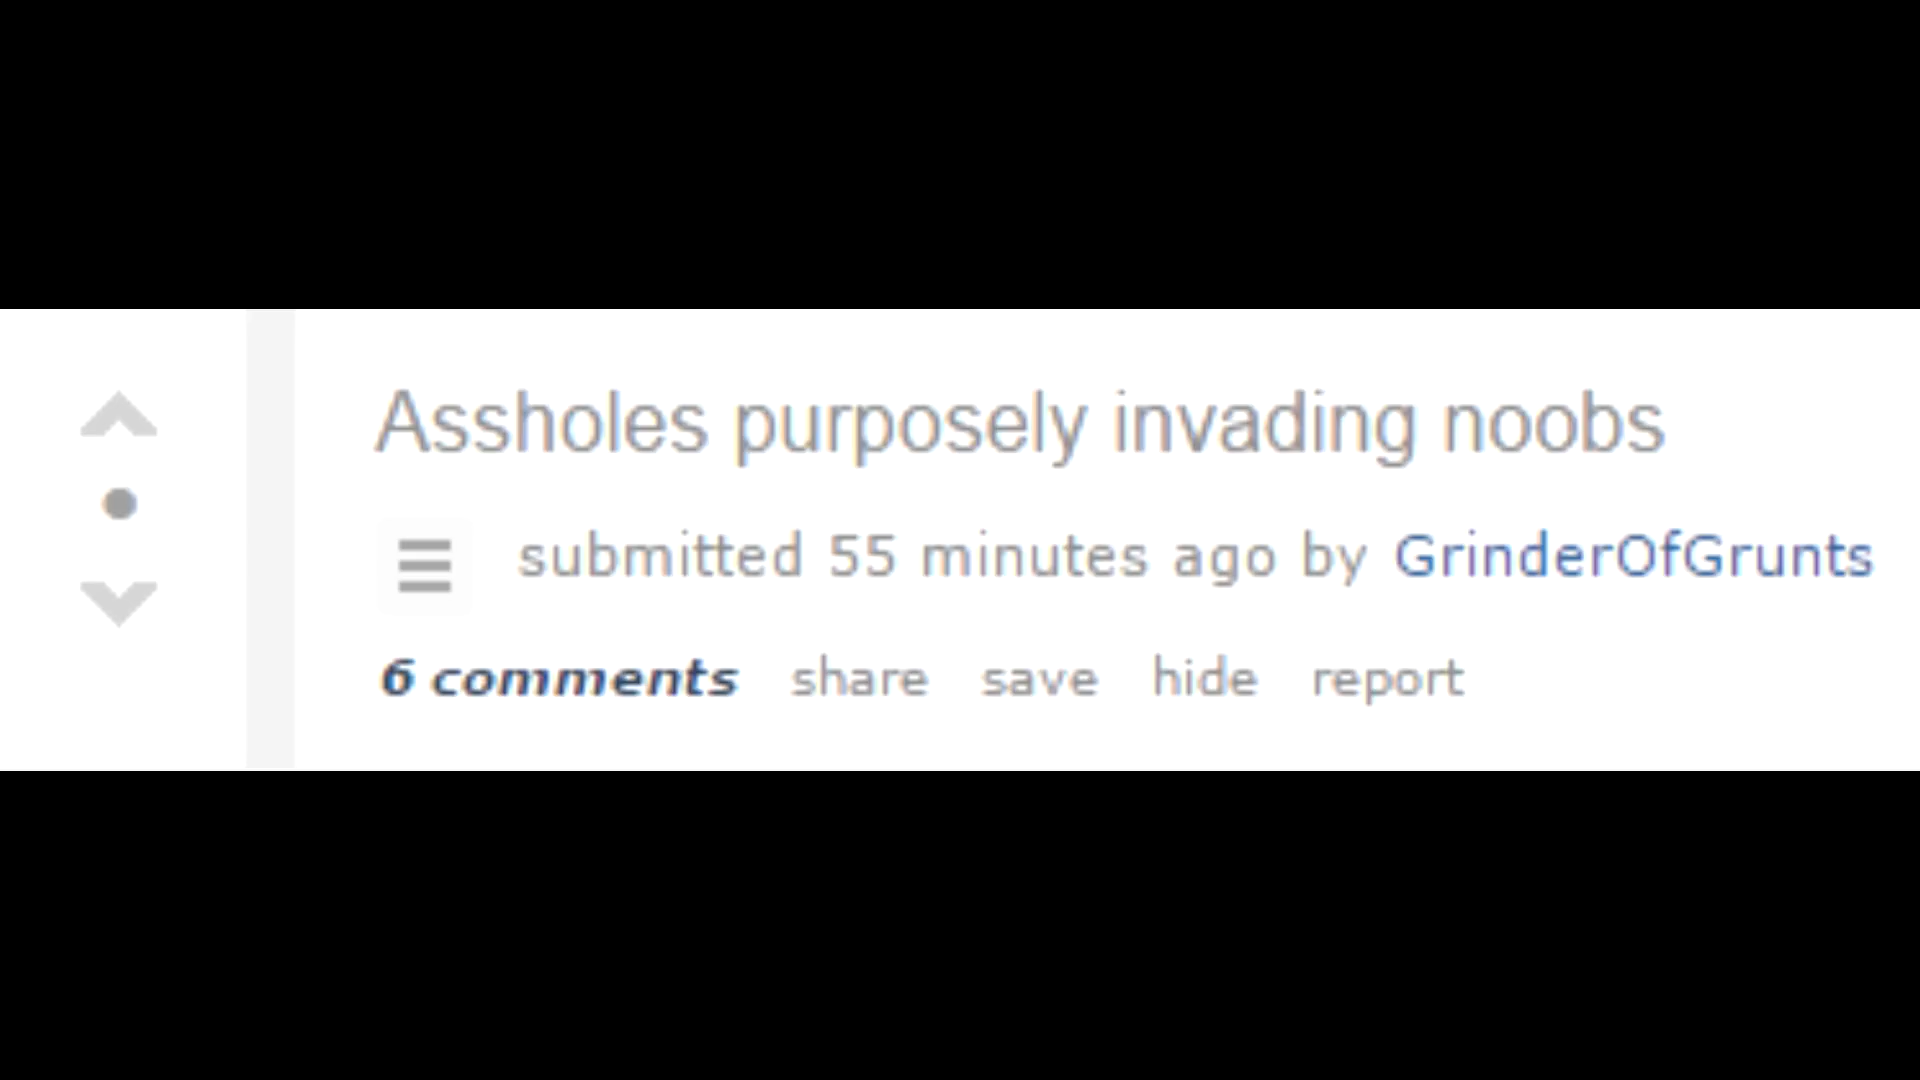 Assholes purposely invading noobs
submitted 55 minutes ago by GrinderOfGrunts
6 comments share save hide report